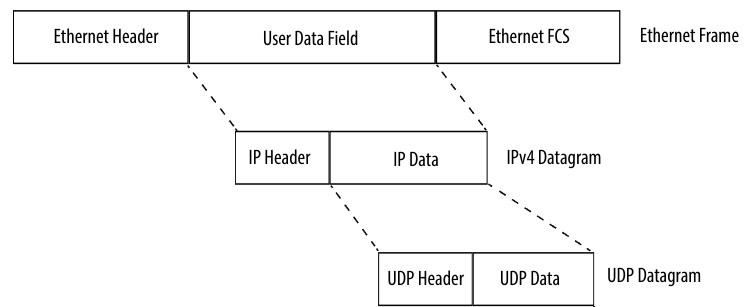 Ethernet Header User Data Field Ethernet FCS Ethernet Frame
IP Header IP Data IPv4 Datagram
UDP Header UDP Data UDP Datagram